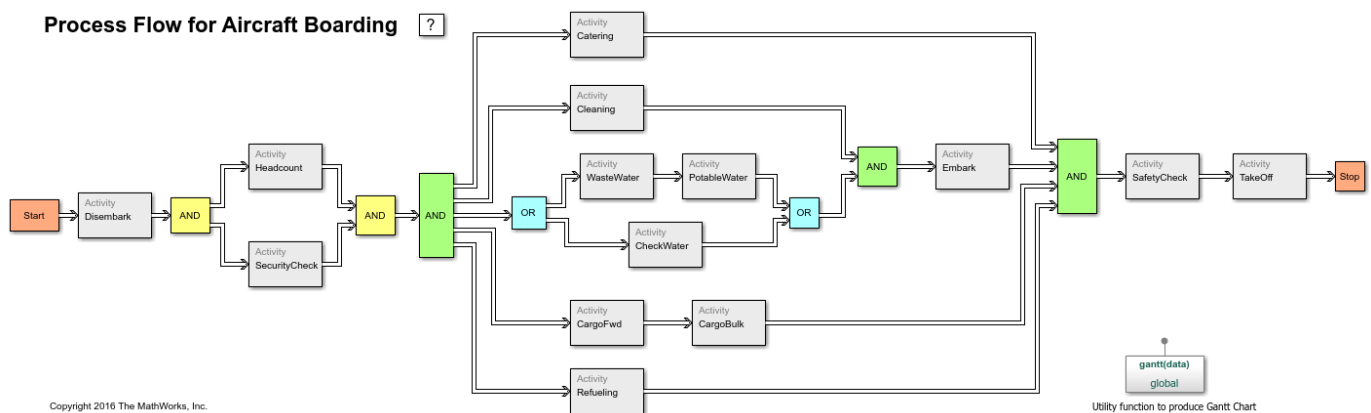 Process Flow for Aircraft Boarding
?
Activity
Catering
Activity
Cleaning
Activity
Headcount
Activity
WasteWater
Activity
PotableWater
AND
Activity
Embark
AND
Activity
SafetyCheck
Activity
TakeOff
Stop
Start
Activity
Disembark
AND
AND
AND
OR
OR
Activity
SecurityCheck
Activity
CheckWater
Activity
CargoFwd
Activity
CargoBulk
Activity
Refueling
gantt(data)
global
Utility function to produce Gantt Chart
Copyright 2016 The MathWorks, Inc.